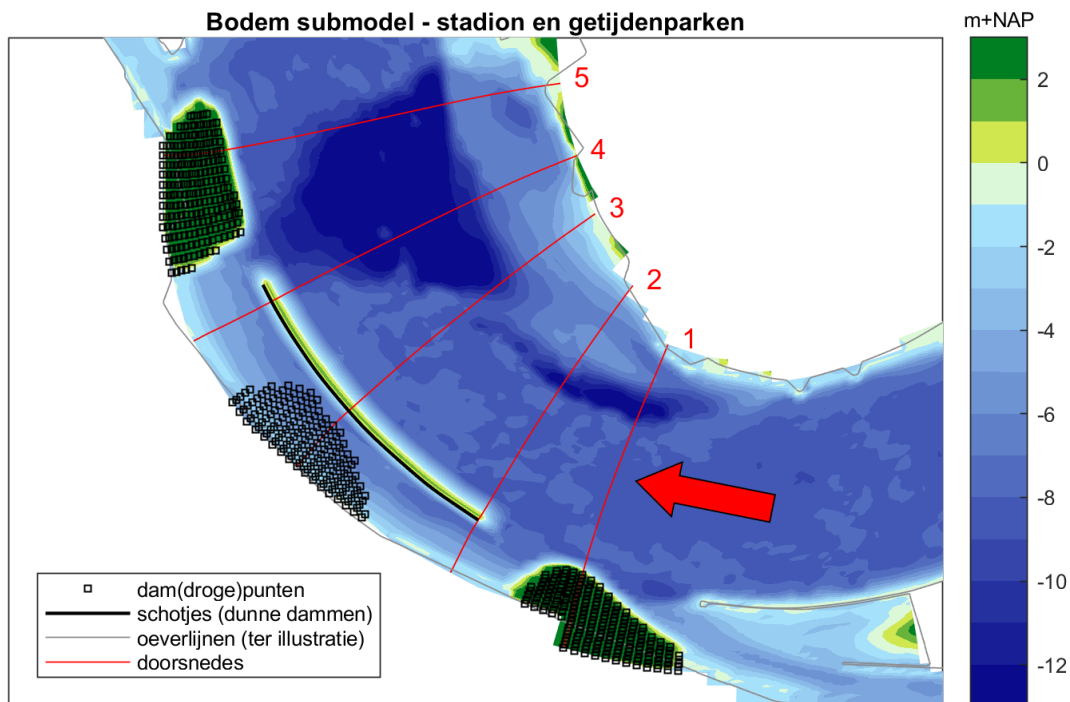 Bodem submodel - stadion en getijdenparken
m+NAP
5
4
3
2
1
2
0
-2
-4
-6
-8
-10
-12
dam(droge)punten
schotjes (dunne dammen)
oeverlijnen (ter illustratie)
doorsnedes